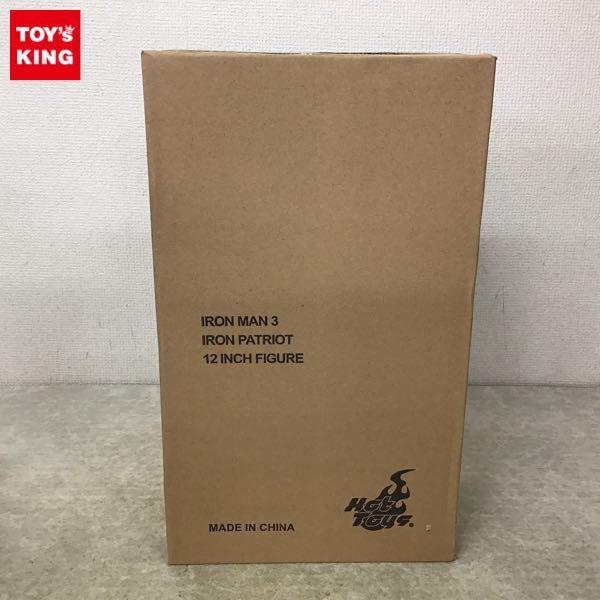 TOY's
KING
IRON MAN 3
IRON PATRIOT
12 INCH FIGURE
Hot
Toys.
MADE IN CHINA